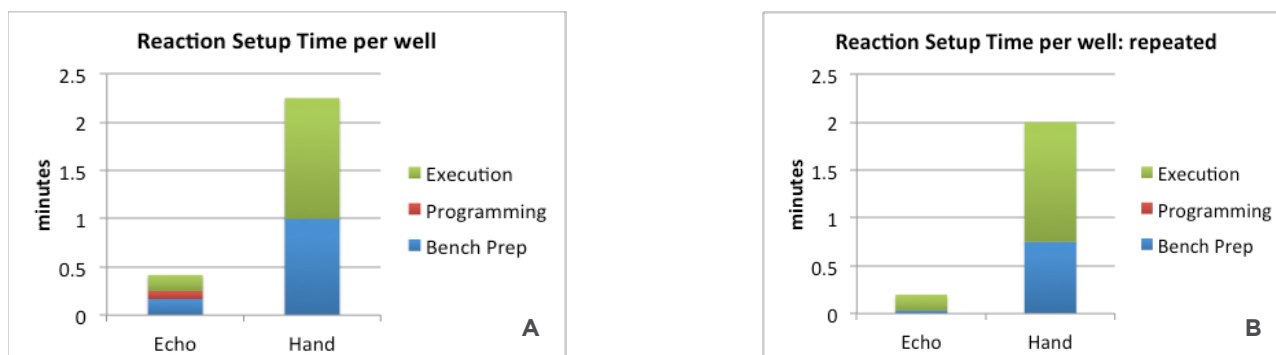 Reaction Setup Time per well
2.5
2
1.5
1
0.5
0
minutes
Echo
Hand
Execution
Programming
Bench Prep
A
Reaction Setup Time per well: repeated
2.5
2
1.5
1
0.5
0
minutes
Echo
Hand
Execution
Programming
Bench Prep
B